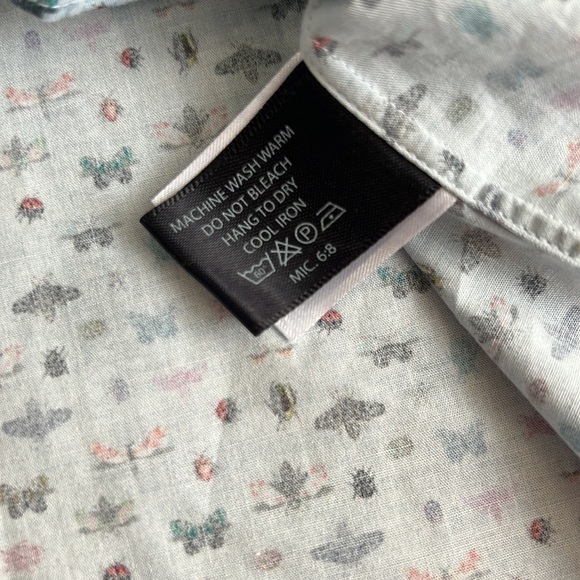 MACHINE WASH WARM
DO NOT BLEACH
HANG TO DRY
COOL IRON
60° P
MIC. 6:8